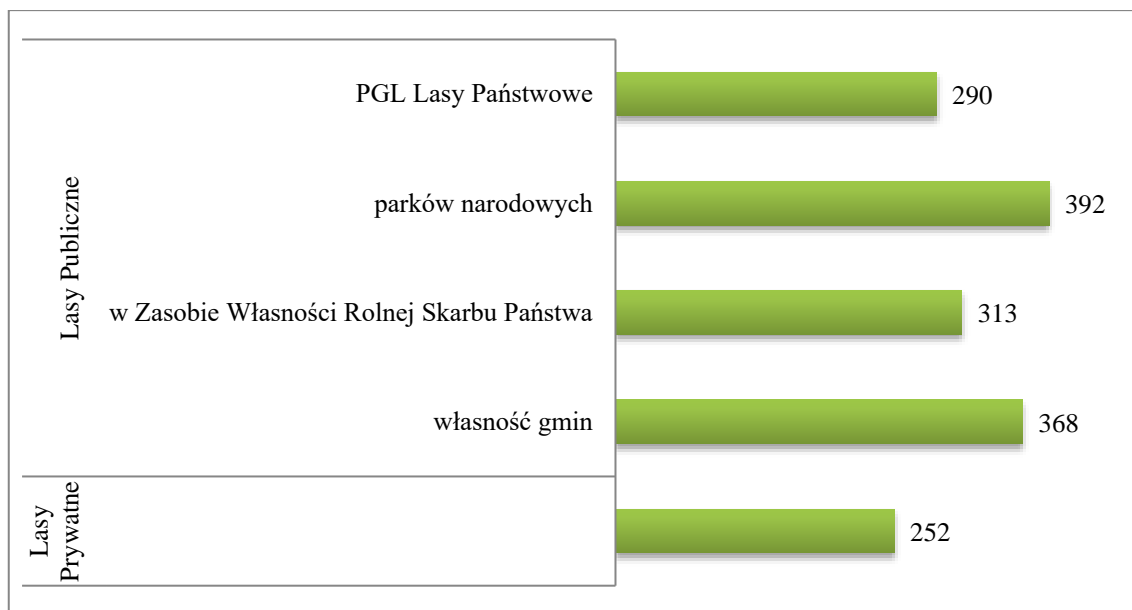 Lasy Publiczne
PGL Lasy Państwowe
290
parków narodowych
392
w Zasobie Własności Rolnej Skarbu Państwa
313
własność gmin
368
Lasy
Prywatne
252